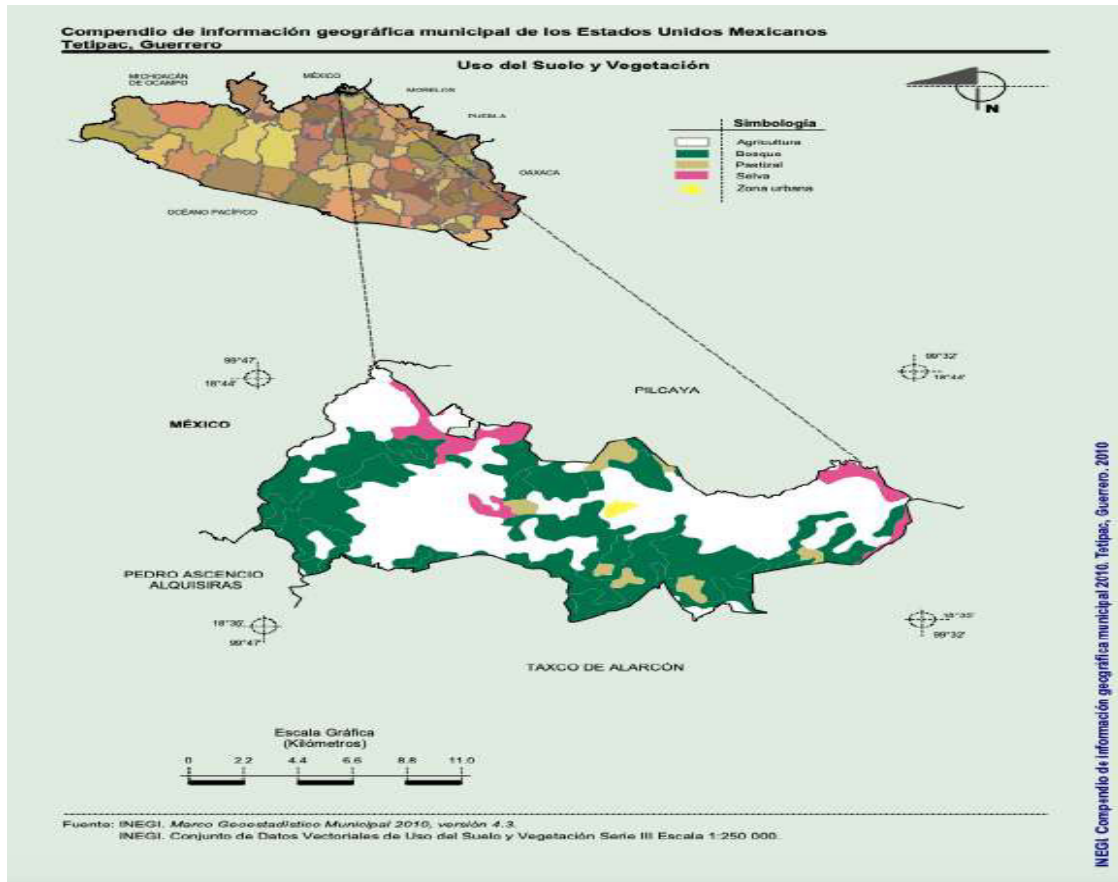 Compendio de información geográfica municipal de los Estados Unidos Mexicanos
Tetipac, Guerrero
Uso del Suelo y Vegetación
MICHOACÁN
DE OCAMPO
MÉXICO
MORELOS
PUEBLA
OAXACA
OCÉANO PACÍFICO
N
Simbología
Agricultura
Bosque
Pastizal
Selva
Zona urbana
99°47'
18°44'
99°32'
18°44'
PILCAYA
MÉXICO
PEDRO ASCENCIO
ALQUISIRAS
18°35'
99°47'
18°35'
99°32'
TAXCO DE ALARCÓN
Escala Gráfica
(Kilómetros)
0 2.2 4.4 6.6 8.8 11.0
Fuente: INEGI. Marco Geoestadístico Municipal 2010, versión 4.3.
INEGI. Conjunto de Datos Vectoriales de Uso del Suelo y Vegetación Serie III Escala 1:250 000.
INEGI. Compendio de información geográfica municipal 2010. Tetipac, Guerrero. 2010